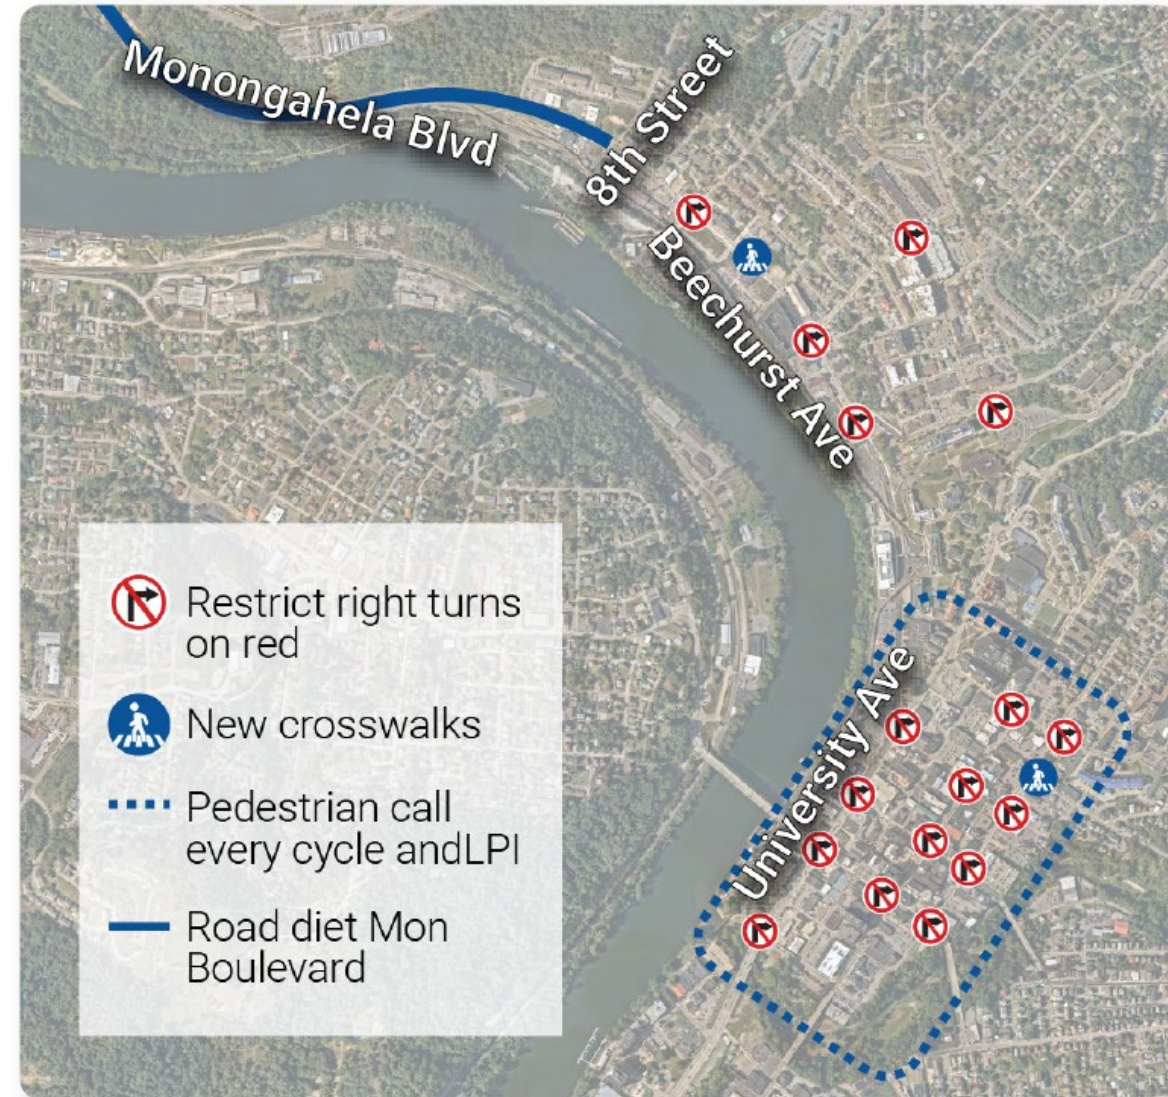 Monongahela Blvd
8th Street
Beechurst Ave
University Ave
Restrict right turns
on red
New crosswalks
Pedestrian call
every cycle andLPI
Road diet Mon
Boulevard